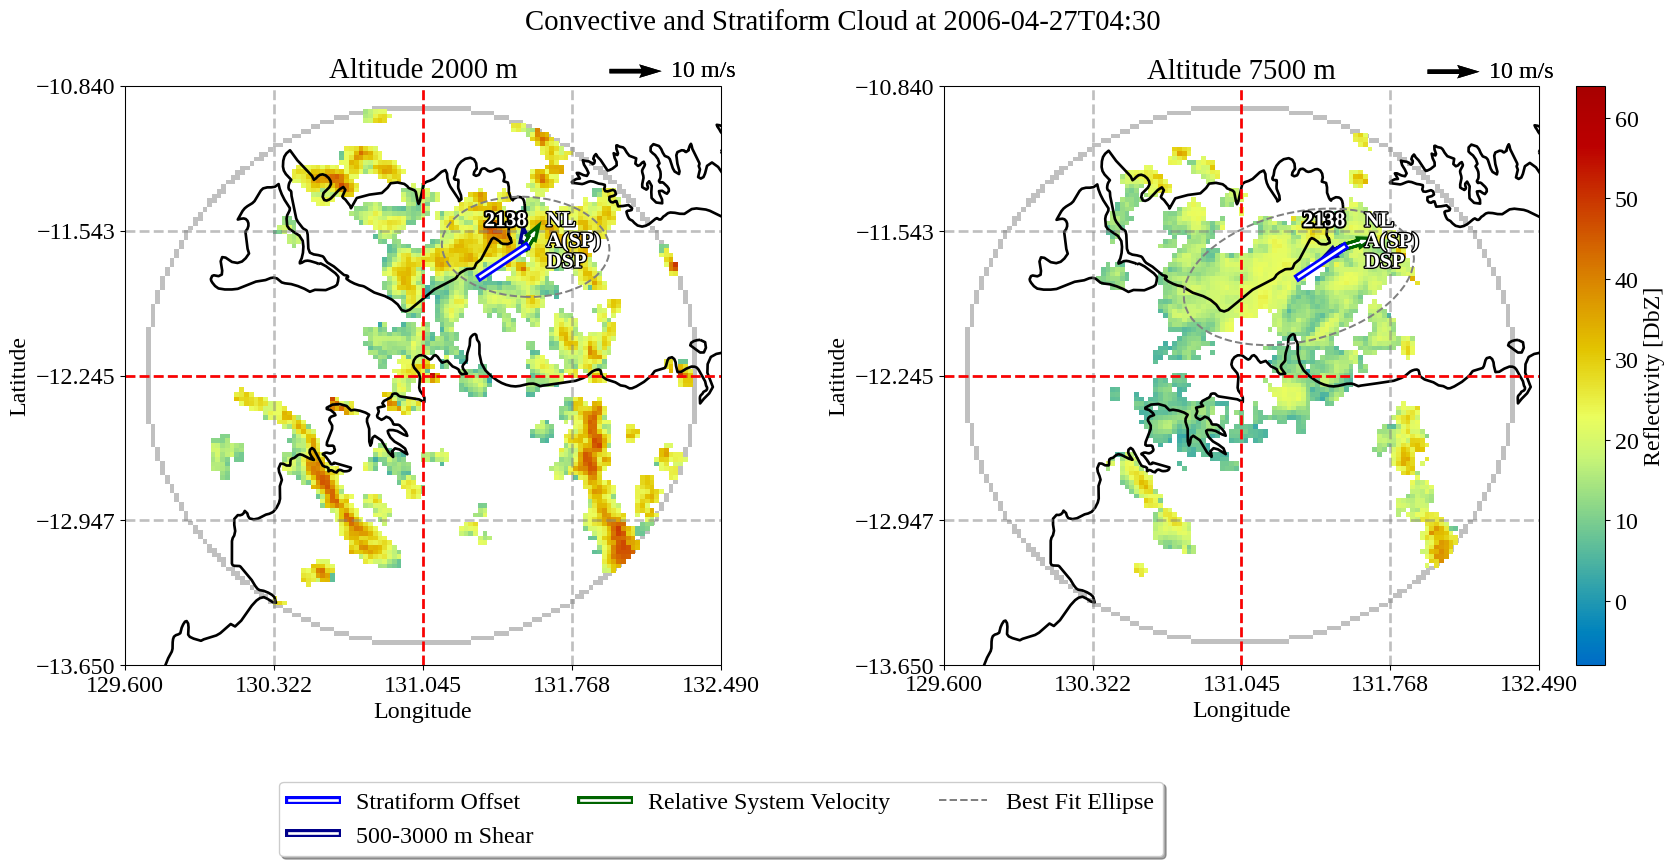 Convective and Stratiform Cloud at 2006-04-27T04:30
Altitude 2000 m
10 m/s
Altitude 7500 m
10 m/s
−10.840
−11.543
−12.245
−12.947
−13.650
Latitude
129.600
130.322
131.045
131.768
132.490
Longitude
2138
NL
A(SP)
DSP
−10.840
−11.543
−12.245
−12.947
−13.650
Latitude
129.600
130.322
131.045
131.768
132.490
Longitude
2138
NL
A(SP)
DSP
60
50
40
30
20
10
0
Reflectivity [DbZ]
Stratiform Offset
500-3000 m Shear
Relative System Velocity
Best Fit Ellipse